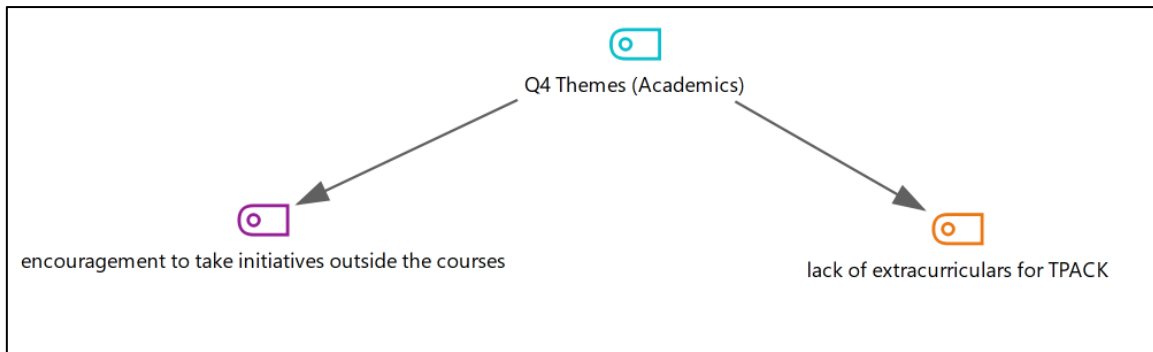 Q4 Themes (Academics)
encouragement to take initiatives outside the courses
lack of extracurriculars for TPACK